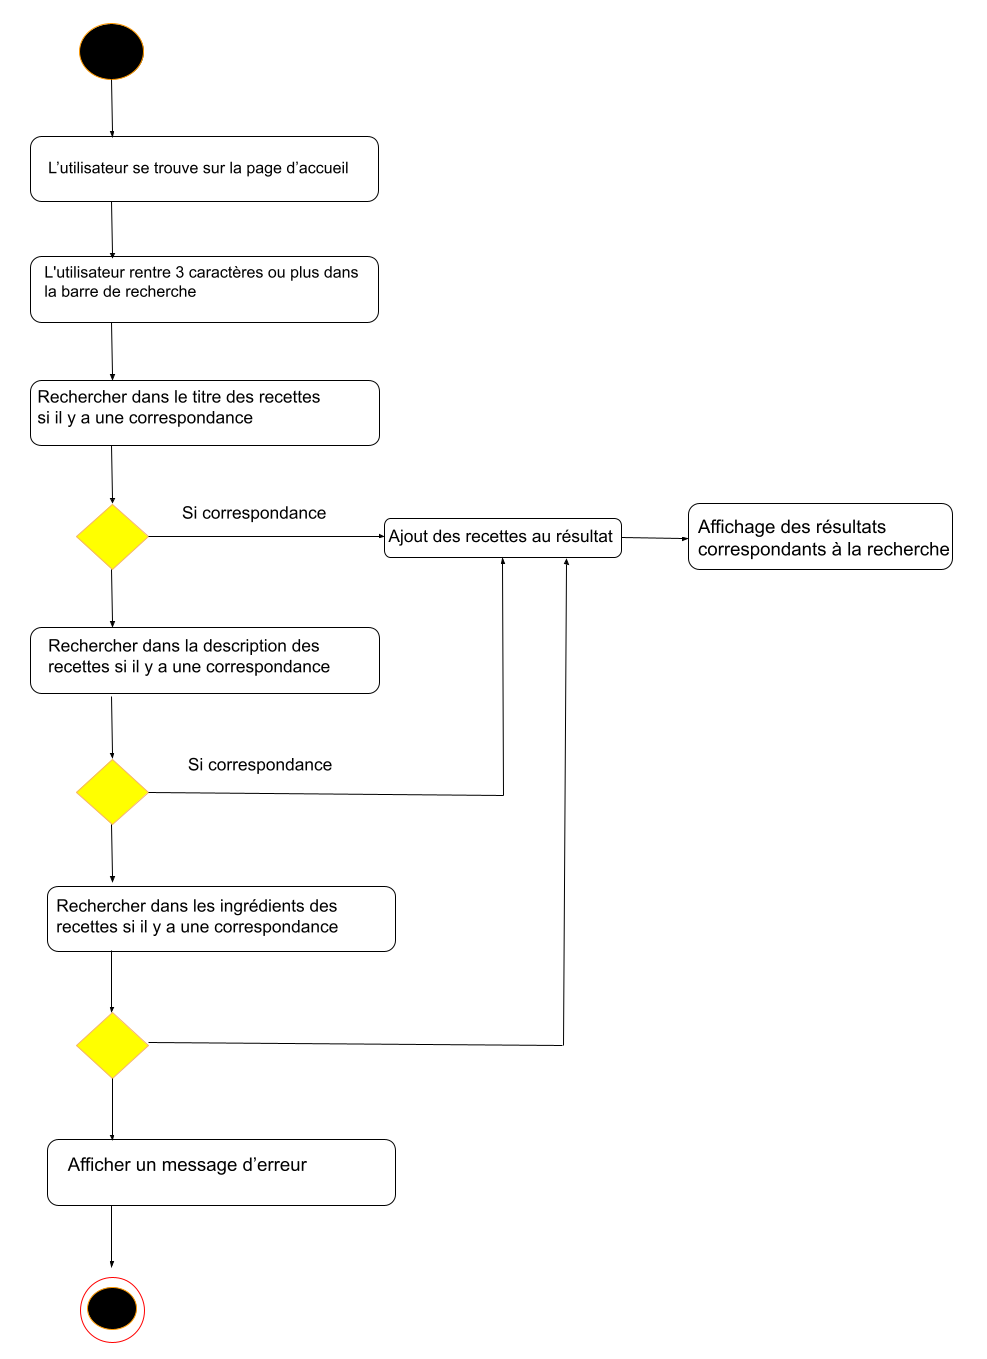 L’utilisateur se trouve sur la page d’accueil
L'utilisateur rentre 3 caractères ou plus dans
la barre de recherche
Rechercher dans le titre des recettes
si il y a une correspondance
Si correspondance
Ajout des recettes au résultat
Affichage des résultats
correspondants à la recherche
Rechercher dans la description des
recettes si il y a une correspondance
Si correspondance
Rechercher dans les ingrédients des
recettes si il y a une correspondance
Afficher un message d’erreur